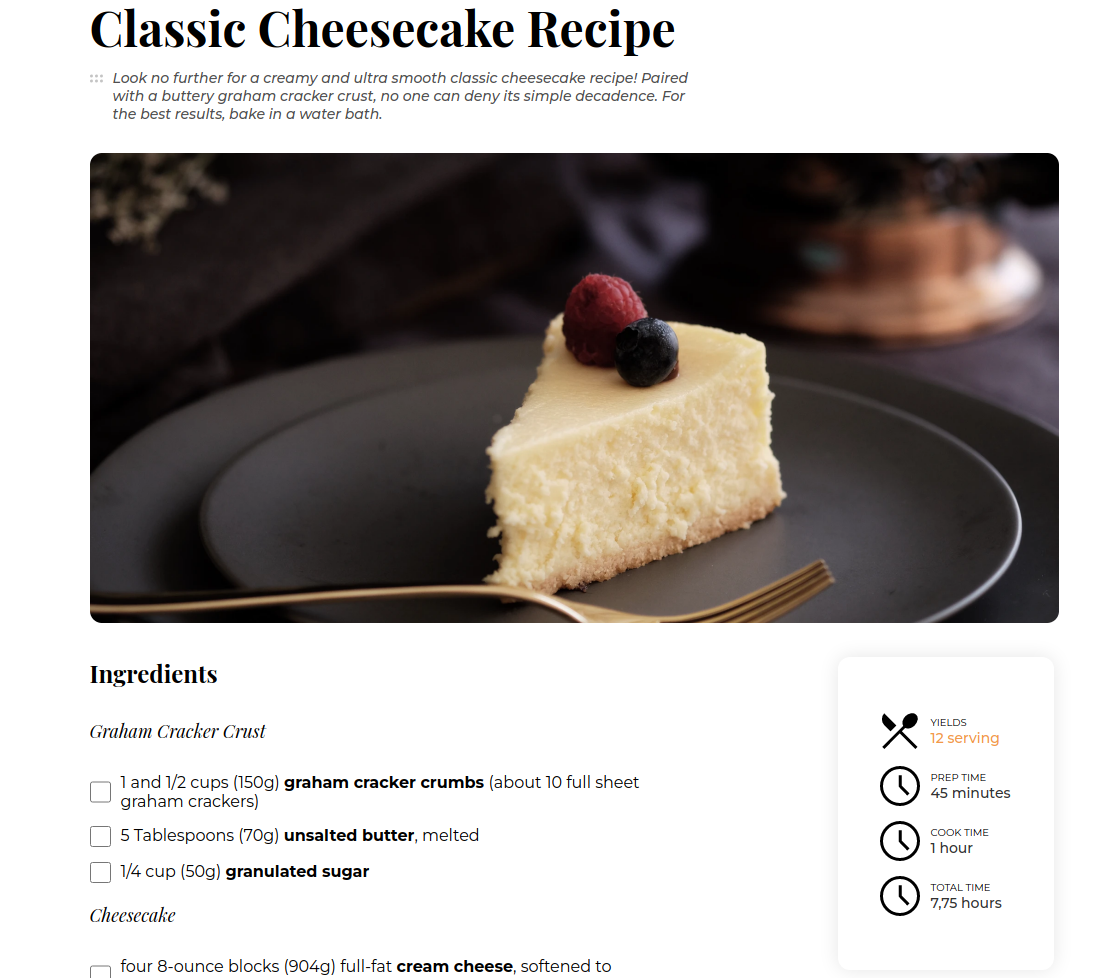 Classic Cheesecake Recipe
Look no further for a creamy and ultra smooth classic cheesecake recipe! Paired
with a buttery graham cracker crust, no one can deny its simple decadence. For
the best results, bake in a water bath.
Ingredients
Graham Cracker Crust
1 and 1/2 cups (150g) graham cracker crumbs (about 10 full sheet
graham crackers)
5 Tablespoons (70g) unsalted butter, melted
1/4 cup (50g) granulated sugar
Cheesecake
four 8-ounce blocks (904g) full-fat cream cheese, softened to
YIELDS
12 serving
PREP TIME
45 minutes
COOK TIME
1 hour
TOTAL TIME
7,75 hours